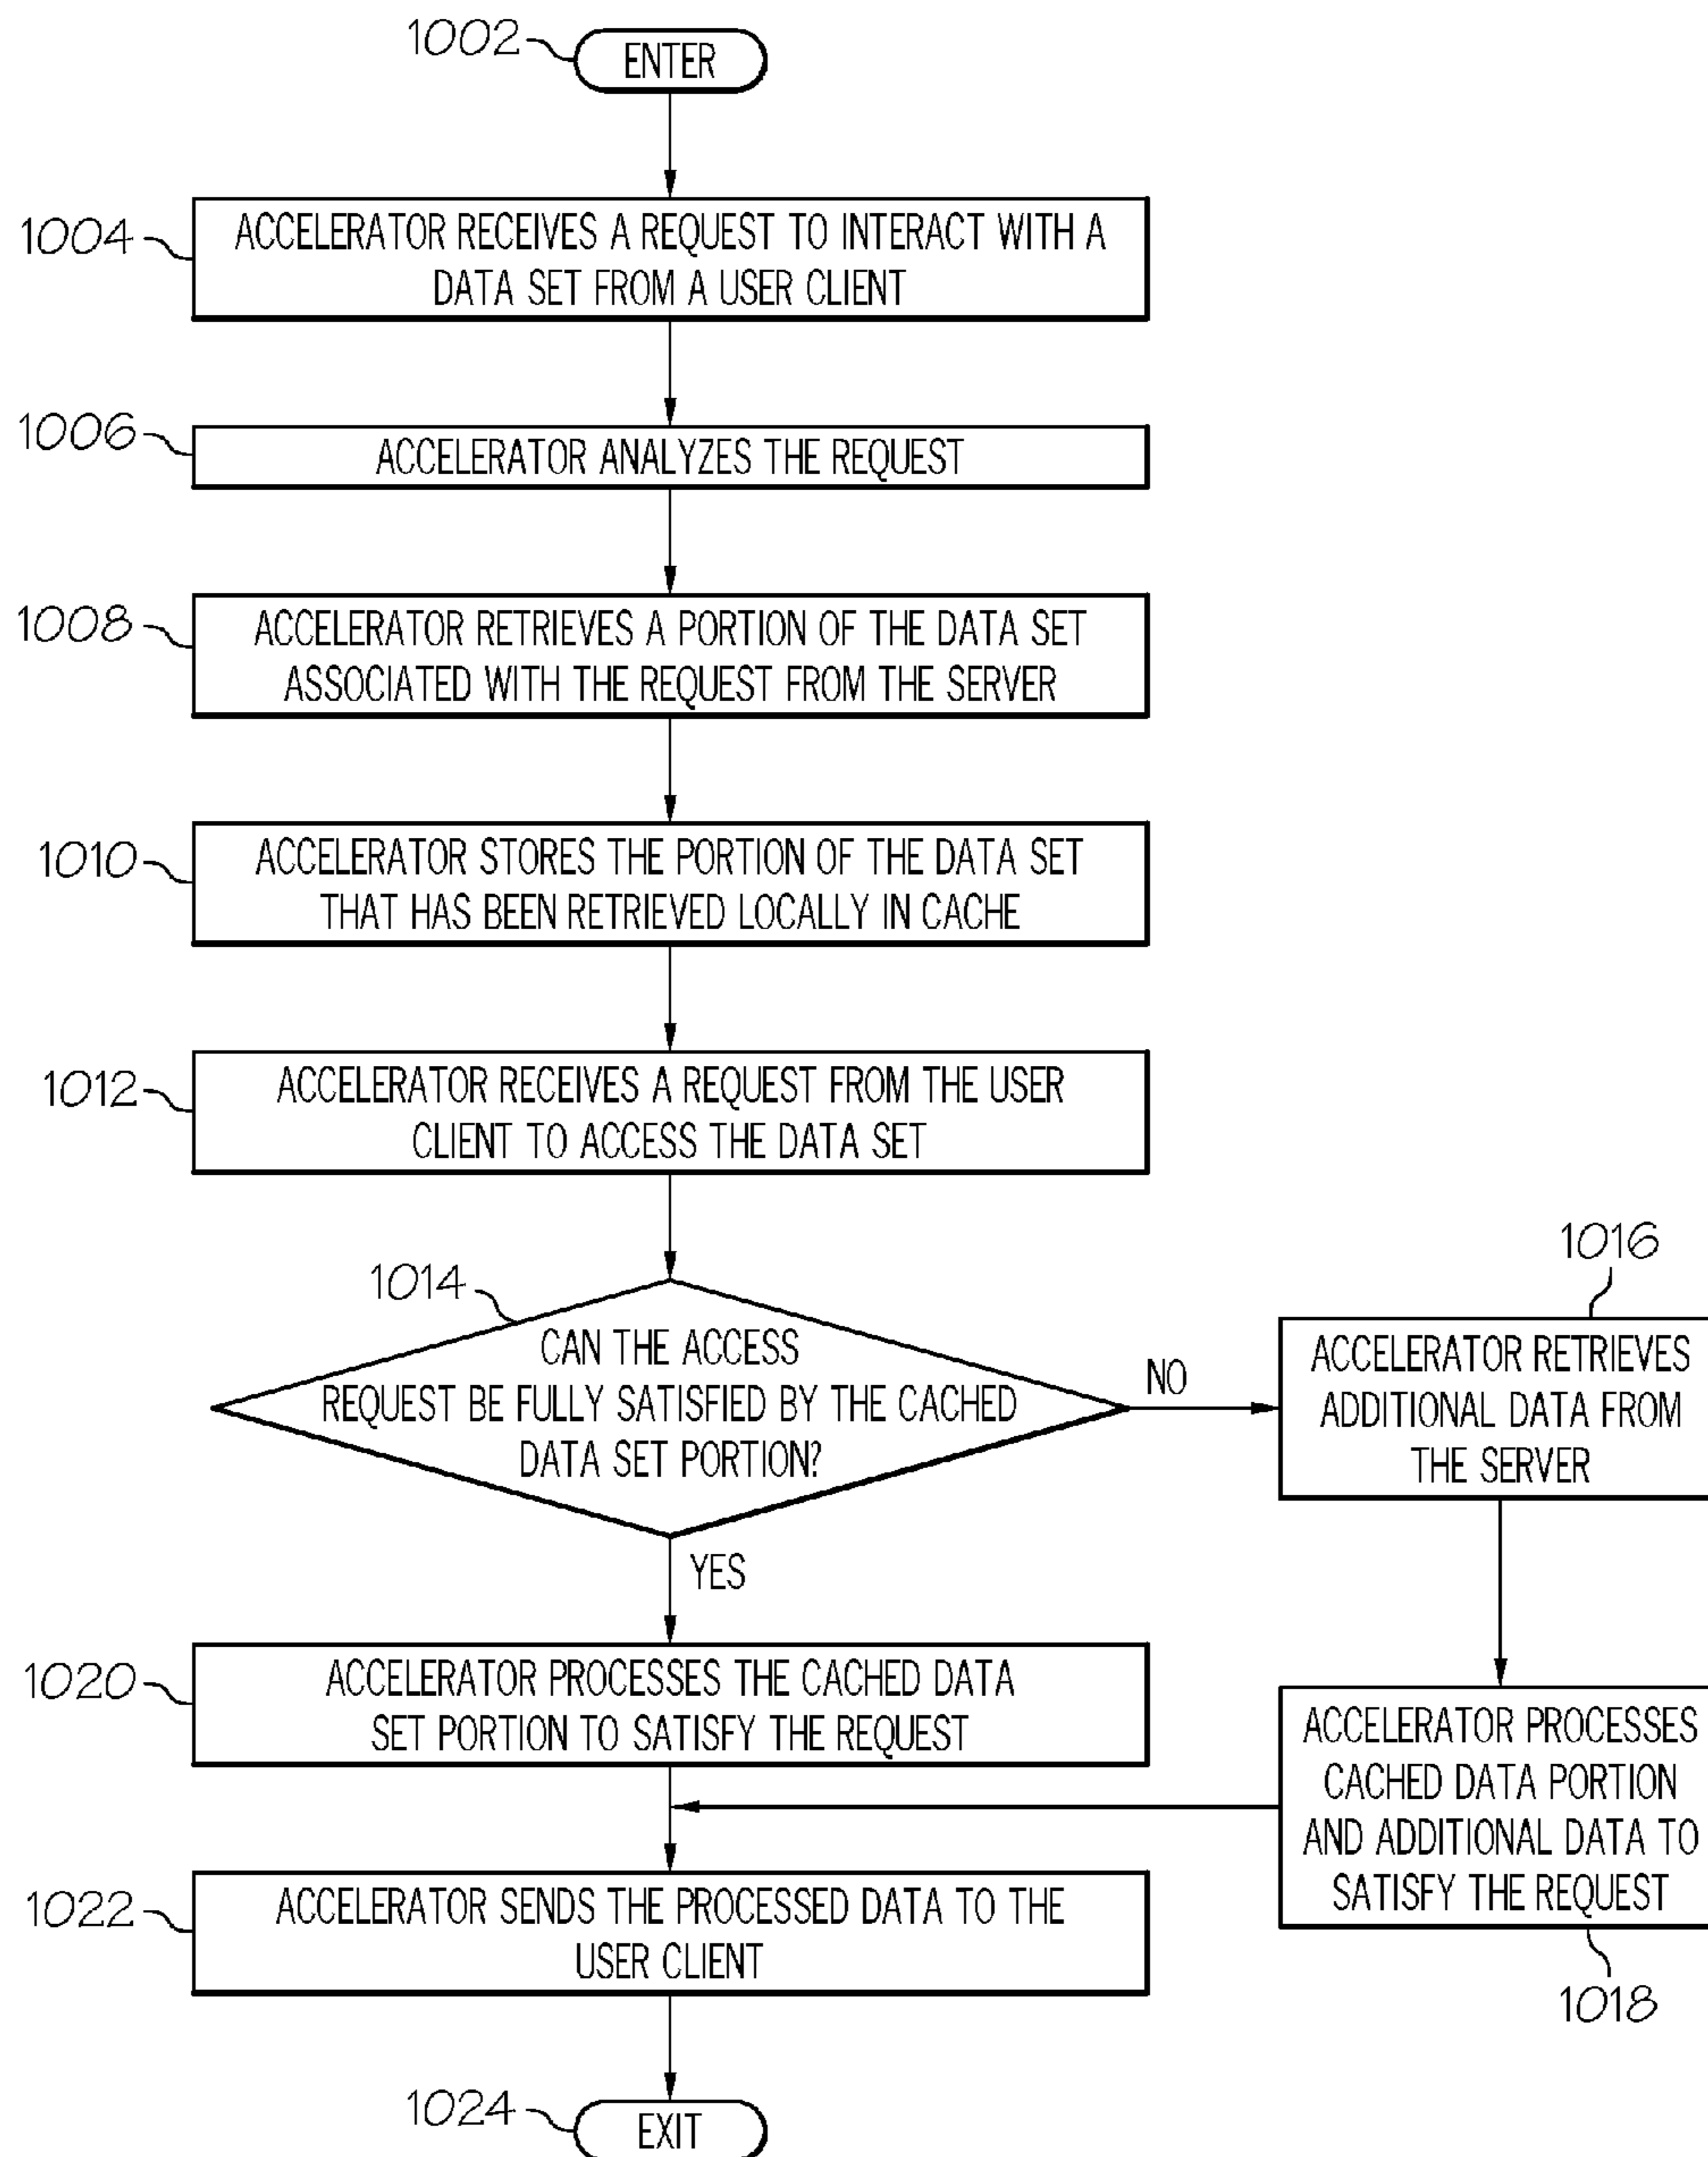 1002
ENTER
1004
ACCELERATOR RECEIVES A REQUEST TO INTERACT WITH A
DATA SET FROM A USER CLIENT
1006
ACCELERATOR ANALYZES THE REQUEST
1008
ACCELERATOR RETRIEVES A PORTION OF THE DATA SET
ASSOCIATED WITH THE REQUEST FROM THE SERVER
1010
ACCELERATOR STORES THE PORTION OF THE DATA SET
THAT HAS BEEN RETRIEVED LOCALLY IN CACHE
1012
ACCELERATOR RECEIVES A REQUEST FROM THE USER
CLIENT TO ACCESS THE DATA SET
1014
CAN THE ACCESS
REQUEST BE FULLY SATISFIED BY THE CACHED
DATA SET PORTION?
NO
1016
ACCELERATOR RETRIEVES
ADDITIONAL DATA FROM
THE SERVER
YES
1020
ACCELERATOR PROCESSES THE CACHED DATA
SET PORTION TO SATISFY THE REQUEST
ACCELERATOR PROCESSES
CACHED DATA PORTION
AND ADDITIONAL DATA TO
SATISFY THE REQUEST
1018
1022
ACCELERATOR SENDS THE PROCESSED DATA TO THE
USER CLIENT
1024
EXIT